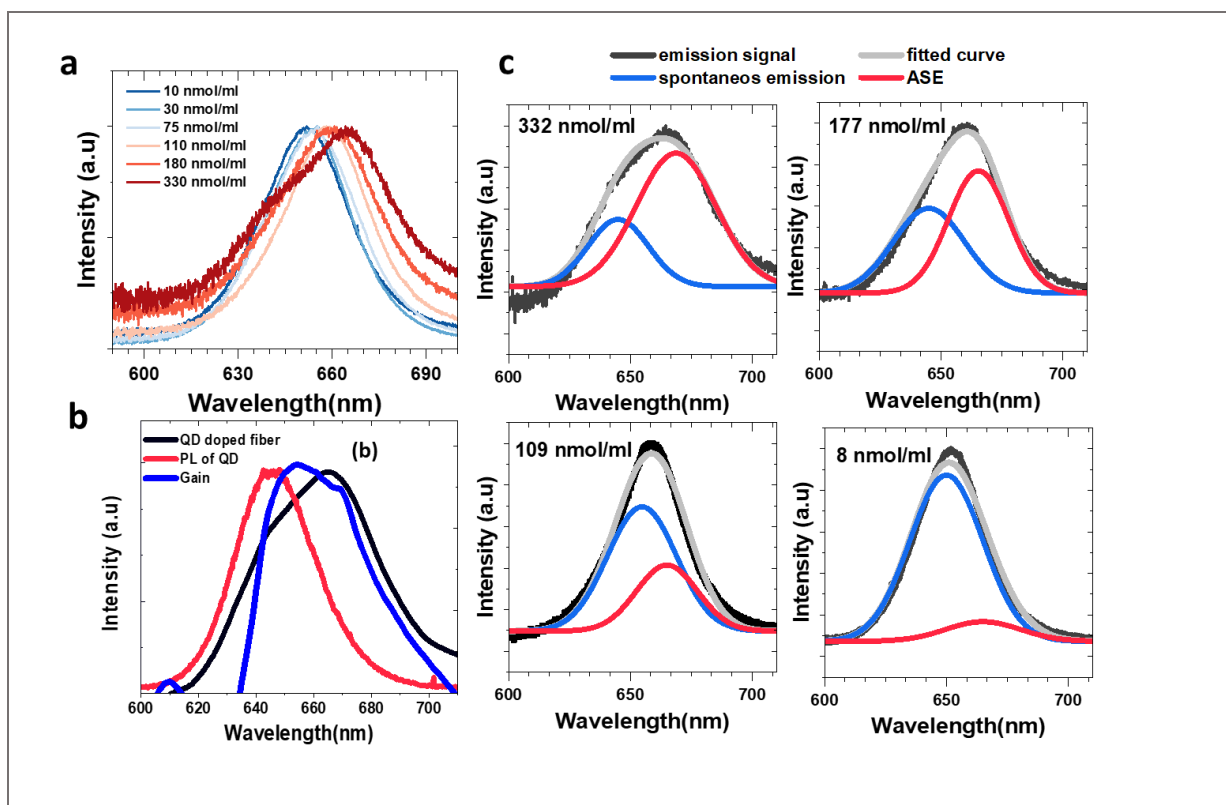 a
10 nmol/ml
30 nmol/ml
75 nmol/ml
110 nmol/ml
180 nmol/ml
330 nmol/ml
Intensity (a.u)
600 630 660 690
Wavelength(nm)
b
QD doped fiber
PL of QD
Gain
(b)
Intensity (a.u)
600 620 640 660 680 700
Wavelength(nm)
c
emission signal fitted curve
spontaneos emission ASE
332 nmol/ml
Intensity (a.u)
600 650 700
Wavelength(nm)
177 nmol/ml
Intensity (a.u)
600 650 700
Wavelength(nm)
109 nmol/ml
Intensity (a.u)
600 650 700
Wavelength(nm)
8 nmol/ml
Intensity (a.u)
600 650 700
Wavelength(nm)